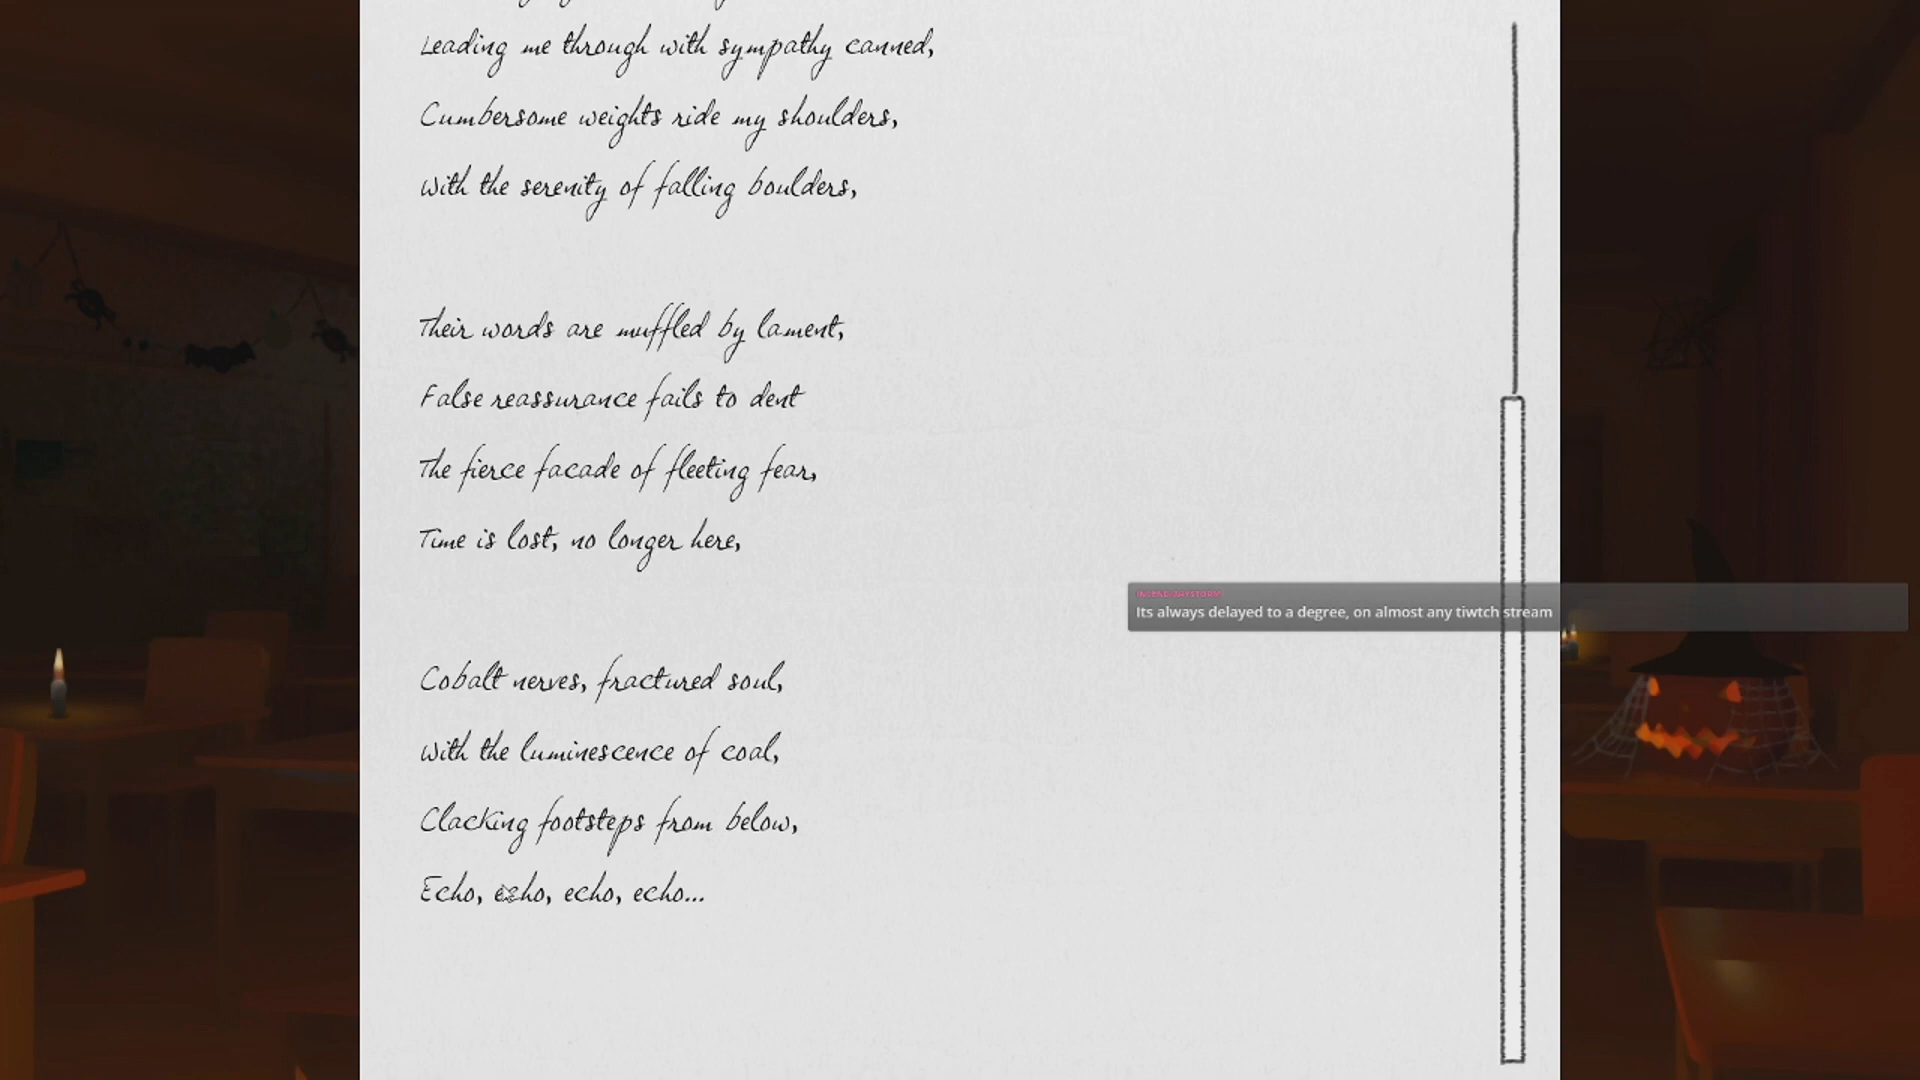 Leading me through with sympathy canned,
Cumbersome weights ride my shoulders,
With the serenity of falling boulders,
Their words are muffled by lament,
False reassurance fails to dent
The fierce facade of fleeting fear,
Time is lost, no longer here,
Its always delayed to a degree, on almost any tiwtch stream
Cobalt nerves, fractured soul,
With the luminescence of coal,
Clacking footsteps from below,
Echo, echo, echo, echo...